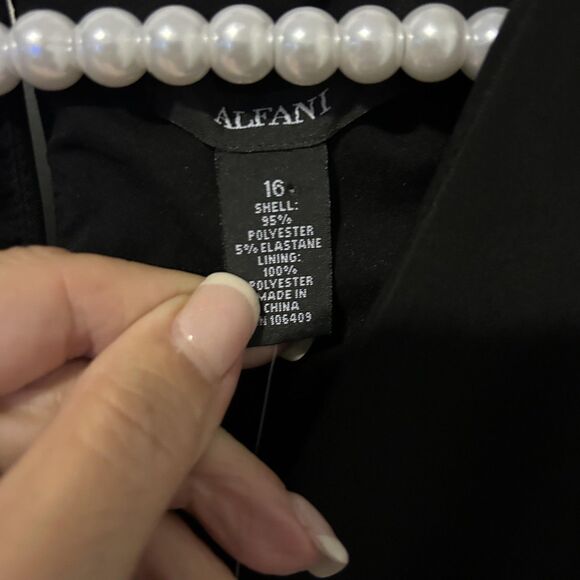 ALFANI
16
SHELL:
95%
POLYESTER
5% ELASTANE
LINING:
100%
POLYESTER
MADE IN
CHINA
N 106409